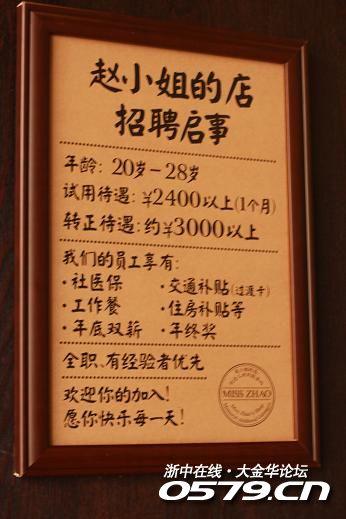 赵小姐的店
招聘启事
年龄: 20岁-28岁
试用待遇: ¥2400以上(1个月)
转正待遇: 约¥3000以上
我们的员工享有:
·社医保 ·交通补贴(过渡卡)
·工作餐 ·住房补贴等
·年底双薪 ·年终奖
全职、有经验者优先
欢迎你的加入!
愿你快乐每一天!
MISS ZHAO
浙中在线·大金华论坛
0579.cn